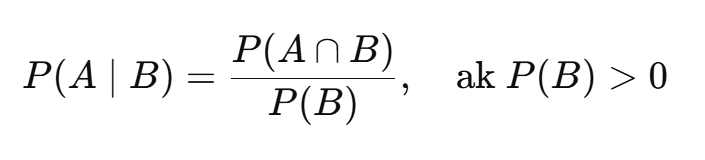 P(A | B) = P(A ∩ B) / P(B), ak P(B) > 0